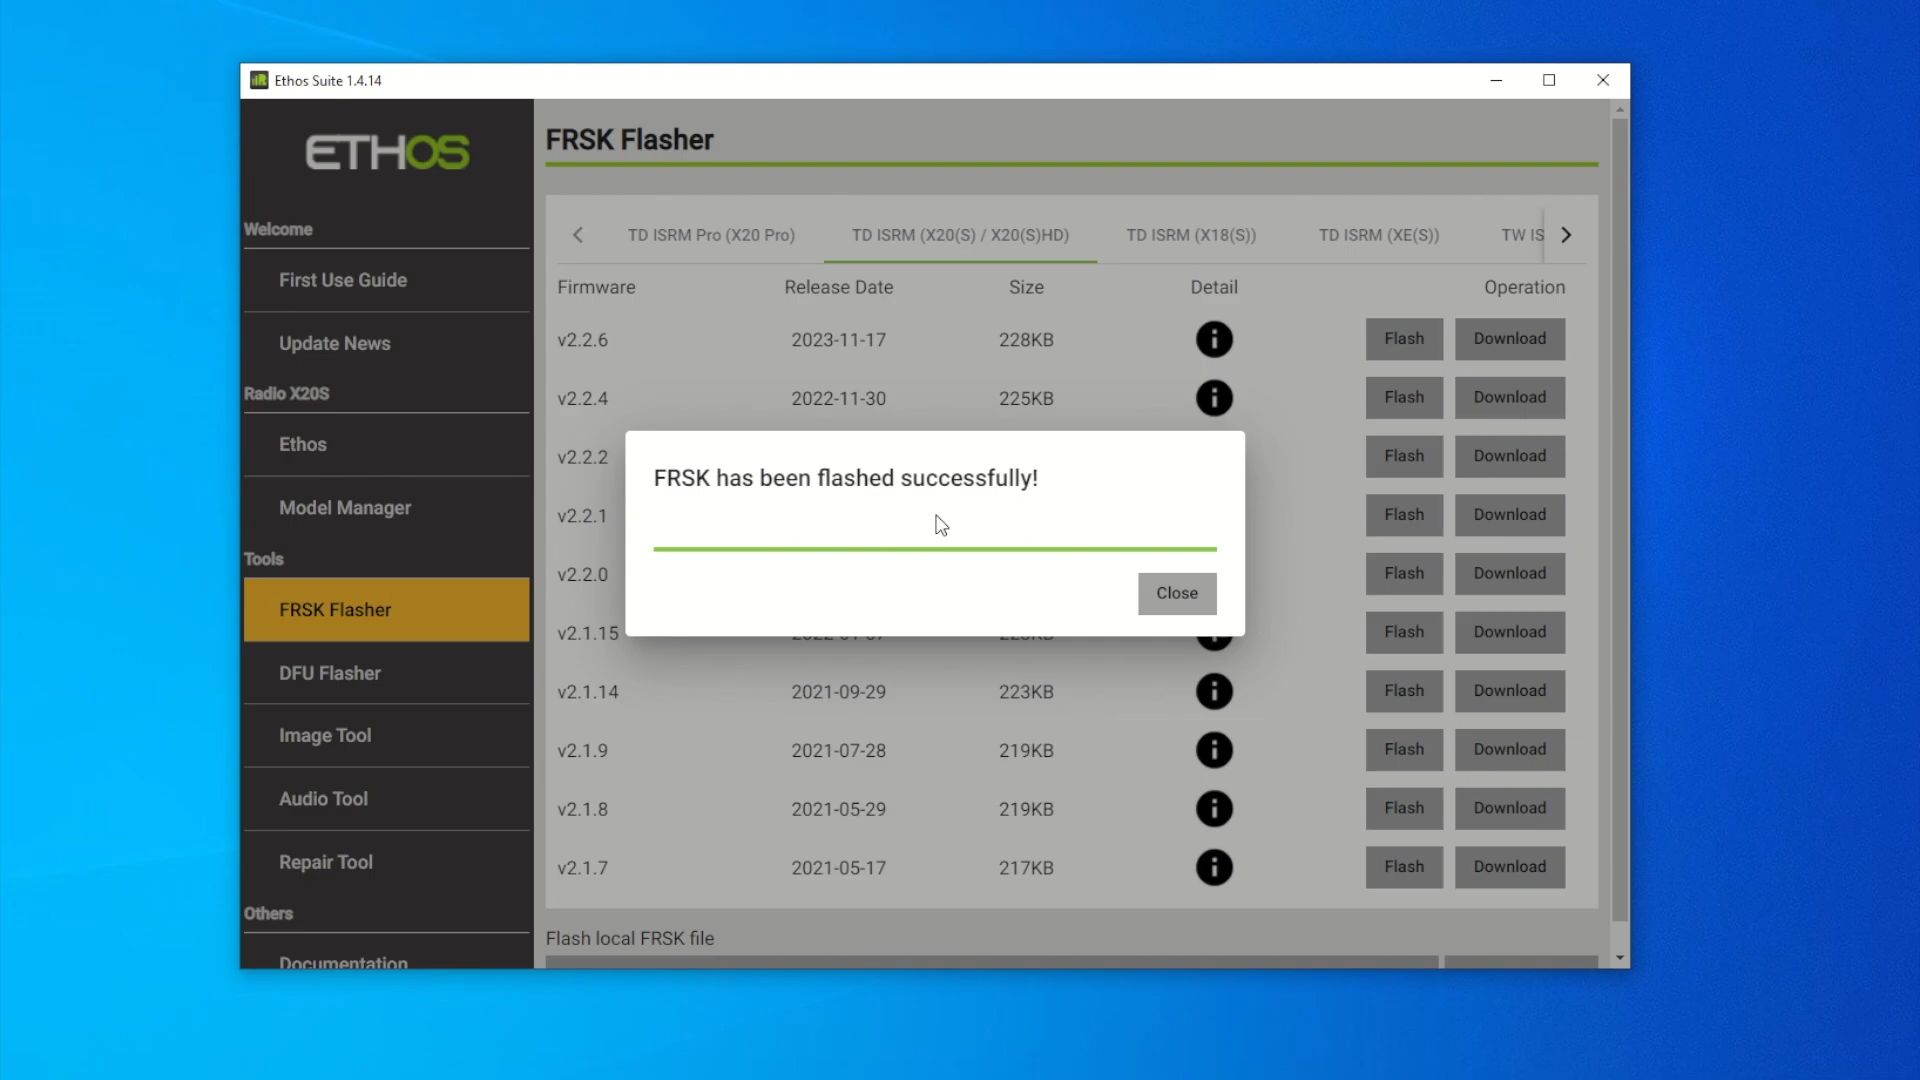 Ethos Suite 1.4.14
ETHOS
Welcome
First Use Guide
Update News
Radio X20S
Ethos
Model Manager
Tools
FRSK Flasher
DFU Flasher
Image Tool
Audio Tool
Repair Tool
Others
Documentation
FRSK Flasher
TD ISRM Pro (X20 Pro) TD ISRM (X20(S) / X20(S)HD) TD ISRM (X18(S)) TD ISRM (XE(S)) TW IS
Firmware Release Date Size Detail Operation
v2.2.6 2023-11-17 228KB Flash Download
v2.2.4 2022-11-30 225KB Flash Download
v2.2.2 Flash Download
v2.2.1 Flash Download
v2.2.0 Flash Download
v2.1.15 Flash Download
v2.1.14 2021-09-29 223KB Flash Download
v2.1.9 2021-07-28 219KB Flash Download
v2.1.8 2021-05-29 219KB Flash Download
v2.1.7 2021-05-17 217KB Flash Download
Flash local FRSK file
FRSK has been flashed successfully!
Close